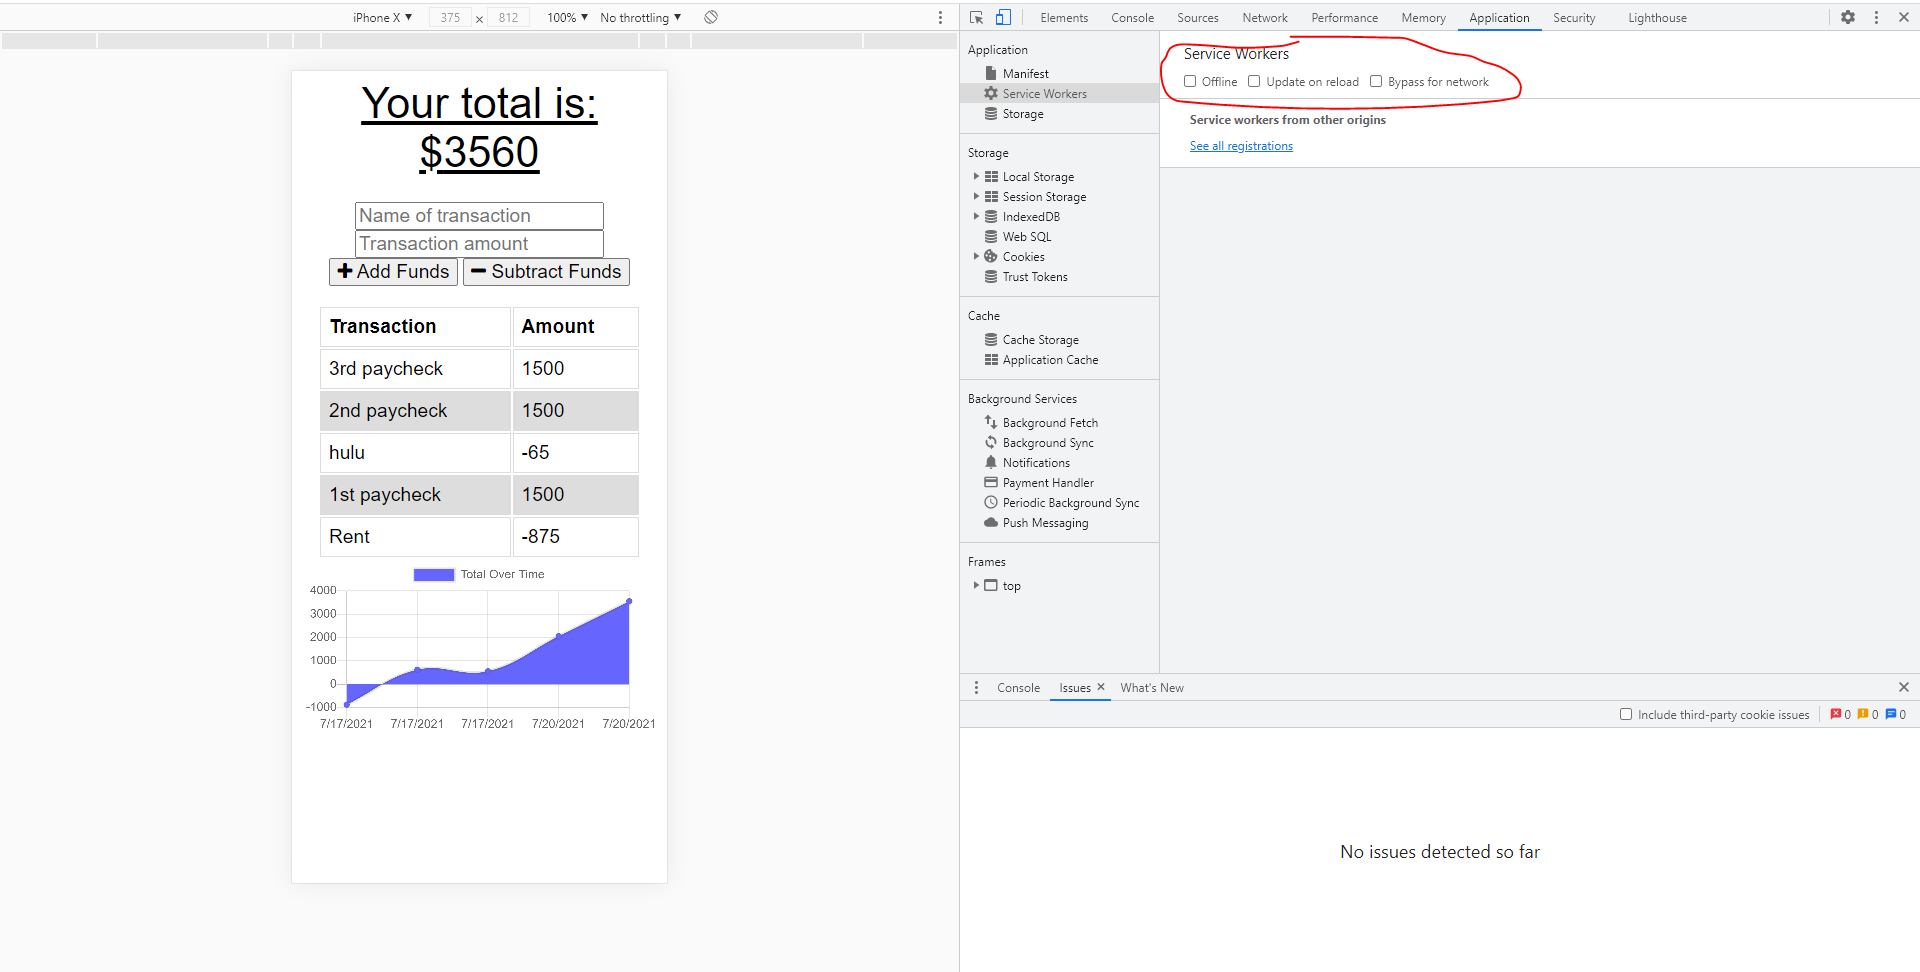 iPhone X ▼ 375 × 812 100% ▼ No throttling ▼
Elements Console Sources Network Performance Memory Application Security Lighthouse
Your total is:
$3560
Name of transaction
Transaction amount
Add Funds Subtract Funds
Transaction Amount
3rd paycheck 1500
2nd paycheck 1500
hulu -65
1st paycheck 1500
Rent -875
Total Over Time
4000
3000
2000
1000
0
-1000
7/17/2021 7/17/2021 7/17/2021 7/20/2021 7/20/2021
Application
Manifest
Service Workers
Storage
Storage
Local Storage
Session Storage
IndexedDB
Web SQL
Cookies
Trust Tokens
Cache
Cache Storage
Application Cache
Background Services
Background Fetch
Background Sync
Notifications
Payment Handler
Periodic Background Sync
Push Messaging
Frames
top
Service Workers
Offline Update on reload Bypass for network
Service workers from other origins
See all registrations
Console Issues × What's New
Include third-party cookie issues 0 0 0
No issues detected so far